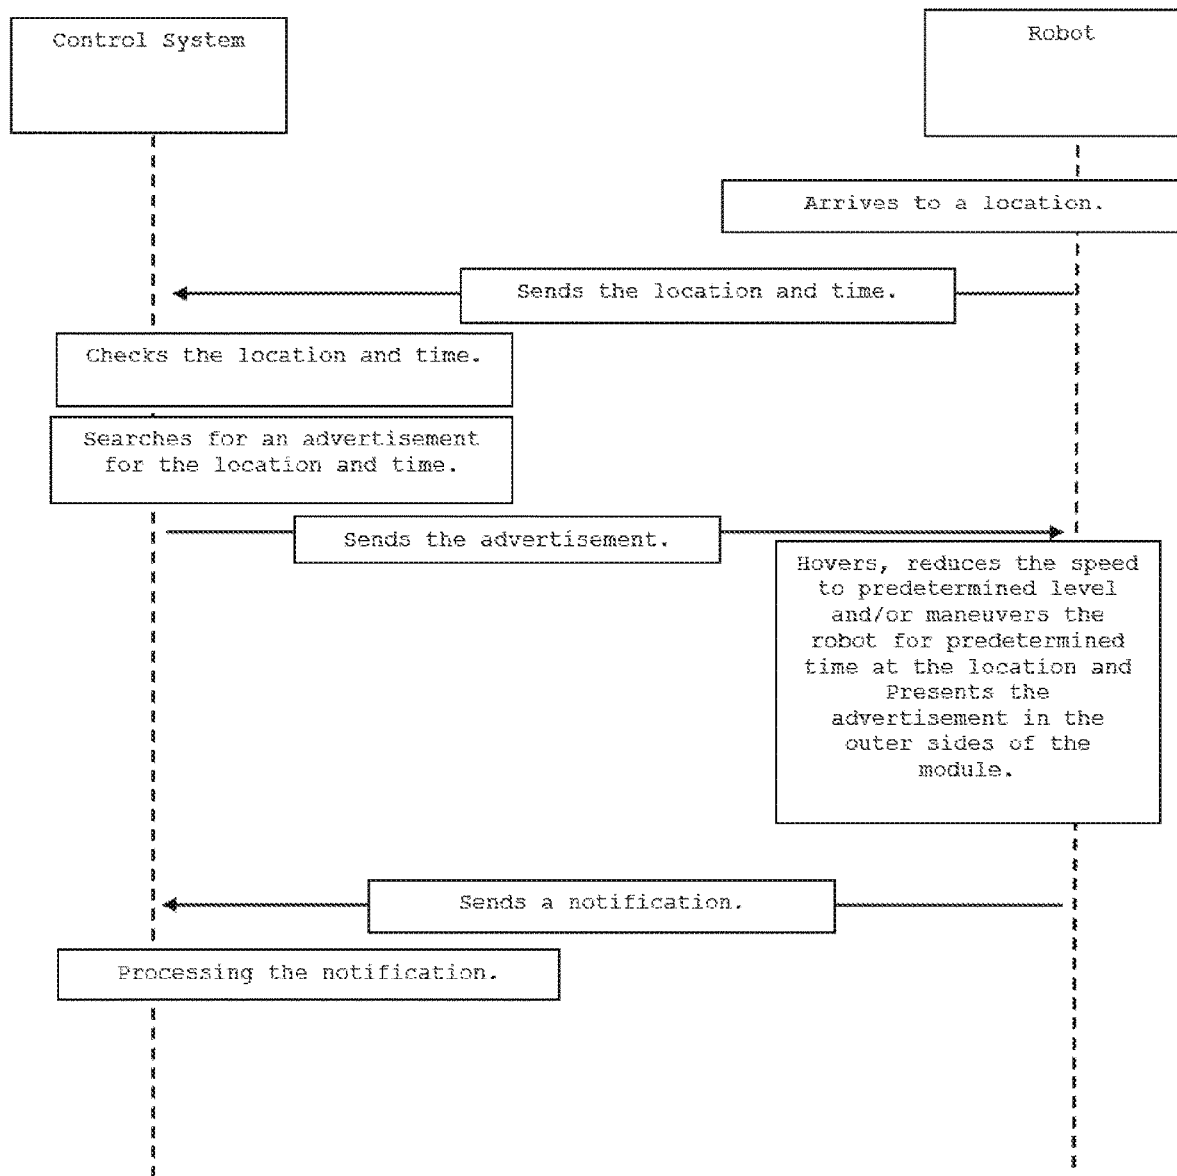 Control System
Robot
Arrives to a location.
Sends the location and time.
Checks the location and time.
Searches for an advertisement
for the location and time.
Sends the advertisement.
Hovers, reduces the speed
to predetermined level
and/or maneuvers the
robot for predetermined
time at the location and
Presents the
advertisement in the
outer sides of the
module.
Sends a notification.
Processing the notification.